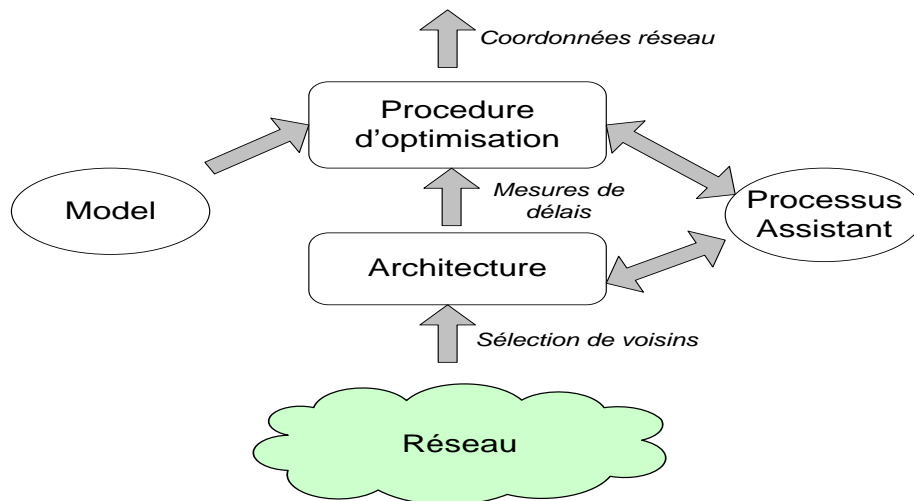 Coordonnées réseau
Procedure
d'optimisation
Model
Mesures de
délais
Processus
Assistant
Architecture
Sélection de voisins
Réseau